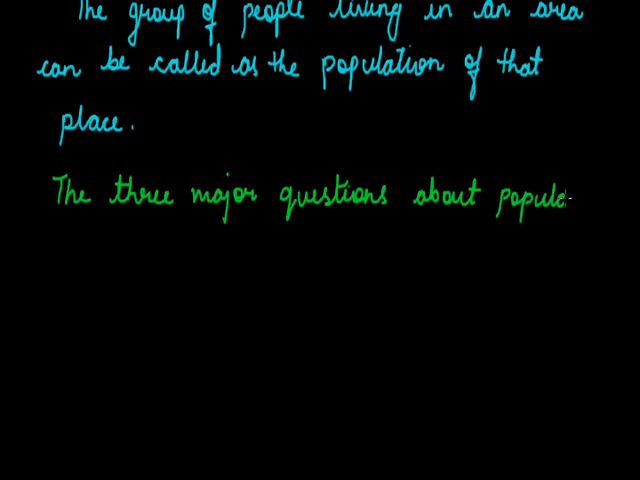 The group of people living in an area
can be called as the population of that
place.
The three major questions about popula